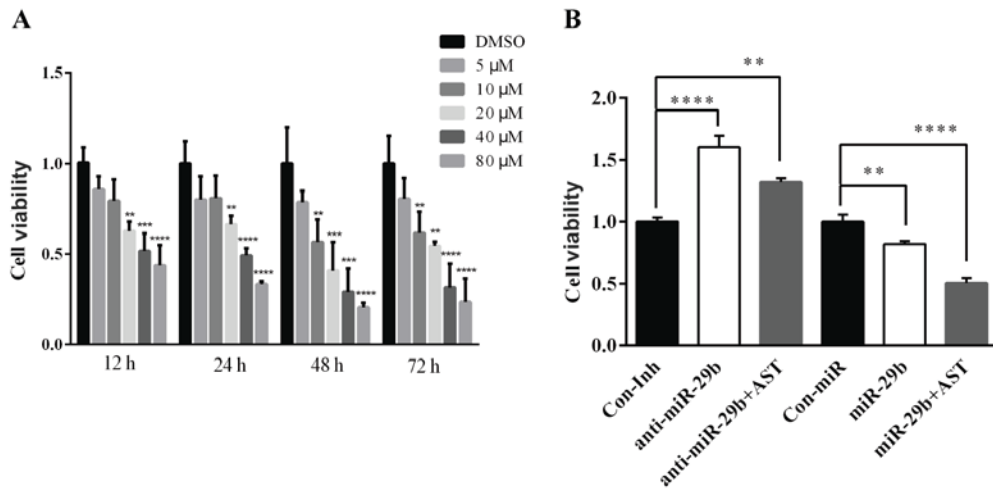 A
DMSO
5 µM
10 µM
20 µM
40 µM
80 µM
Cell viability
1.5
1.0
0.5
0.0
** *** ****
** **** ****
** *** *** ****
** ** **** ****
12 h 24 h 48 h 72 h
B
Cell viability
2.0
1.5
1.0
0.5
0.0
**
****
****
**
Con-Inh
anti-miR-29b
anti-miR-29b+AST
Con-miR
miR-29b
miR-29b+AST